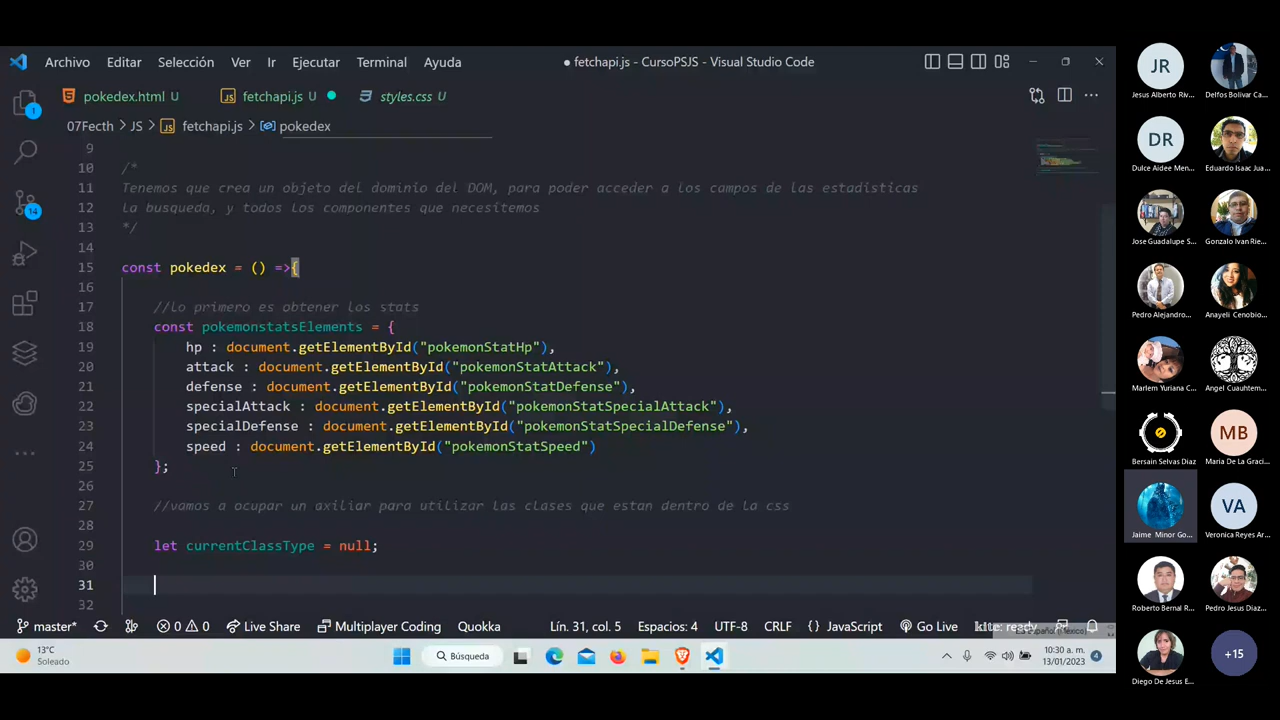 Archivo Editar Selección Ver Ir Ejecutar Terminal Ayuda
● fetchapi.js - CursoPSJS - Visual Studio Code
pokedex.html U
fetchapi.js U
styles.css U
07Fecth > JS > fetchapi.js > pokedex
9
10 /*
11 Tenemos que crea un objeto del dominio del DOM, para poder acceder a los campos de las estadisticas
12 la busqueda, y todos los componentes que necesitemos
13 */
14
15 const pokedex = () =>{
16
17 //lo primero es obtener los stats
18 const pokemonstatsElements = {
19 hp : document.getElementById("pokemonStatHp"),
20 attack : document.getElementById("pokemonStatAttack"),
21 defense : document.getElementById("pokemonStatDefense"),
22 specialAttack : document.getElementById("pokemonStatSpecialAttack"),
23 specialDefense : document.getElementById("pokemonStatSpecialDefense"),
24 speed : document.getElementById("pokemonStatSpeed")
25 };
26
27 //vamos a ocupar un axiliar para utilizar las clases que estan dentro de la css
28
29 let currentClassType = null;
30
31
32
1
14
master* 0 0 Live Share Multiplayer Coding Quokka Lín. 31, col. 5 Espacios: 4 UTF-8 CRLF {} JavaScript Go Live kite: ready
13°C
Soleado
Búsqueda
10:30 a. m.
13/01/2023
4
JR
Jesus Alberto Riv...
Delfos Bolivar Ca...
DR
Dulce Aidee Men...
Eduardo Isaac Jua...
Jose Guadalupe S...
Gonzalo Ivan Rie...
Pedro Alejandro...
Anayeli Cenobio...
Marlem Yuriana C...
Angel Cuauhtem...
Bersain Selvas Diaz
MB
Maria De La Graci...
Jaime Minor Go...
VA
Veronica Reyes Ar...
Roberto Bernal R...
Pedro Jesus Diaz...
Diego De Jesus E...
+15